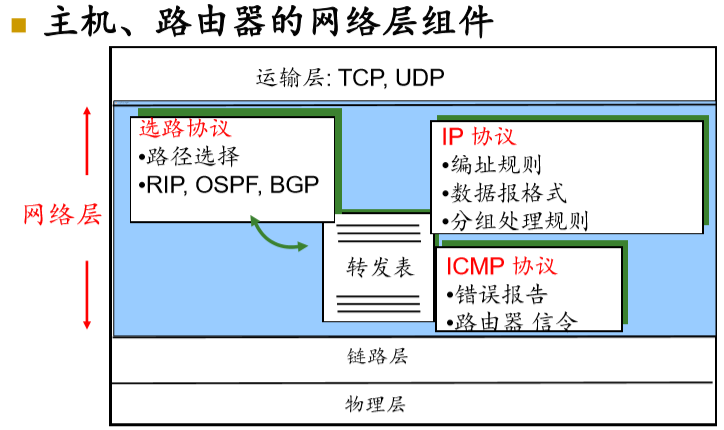 主机、路由器的网络层组件
运输层: TCP, UDP
选路协议
•路径选择
•RIP, OSPF, BGP
IP 协议
•编址规则
•数据报格式
•分组处理规则
网络层
转发表
ICMP 协议
•错误报告
•路由器 信令
链路层
物理层